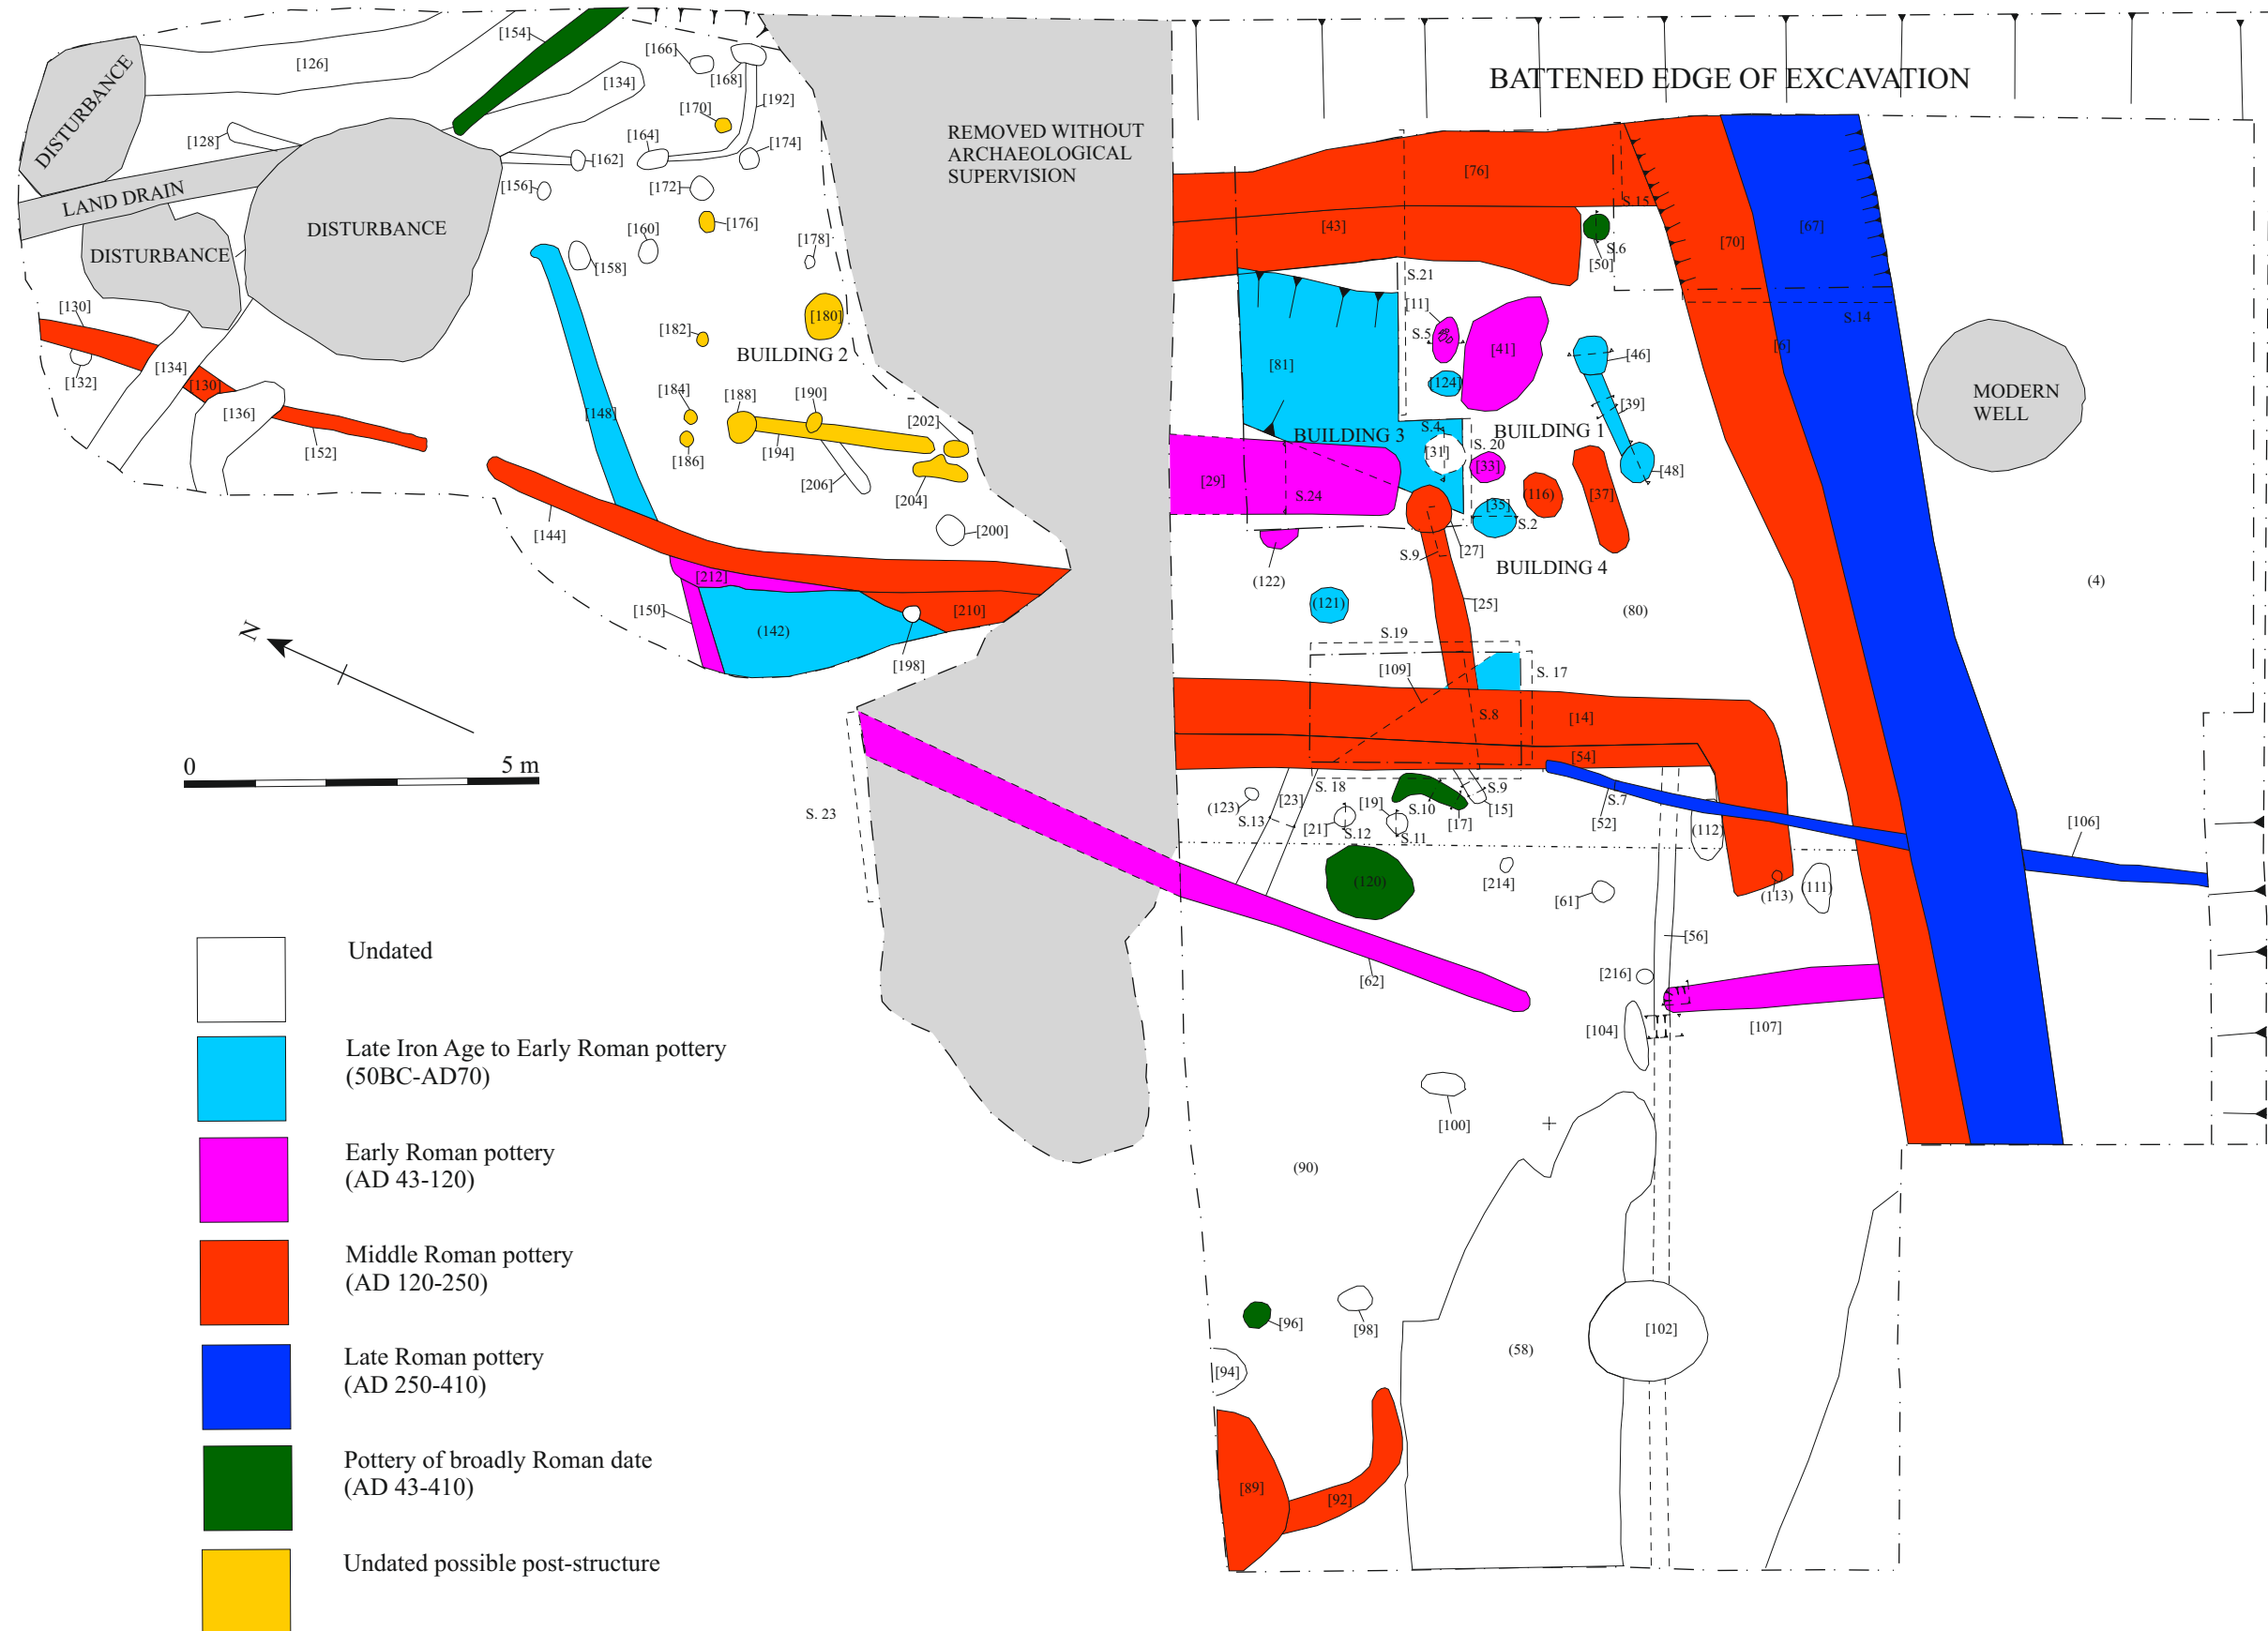 [154]
[126]
DISTURBANCE
[134]
[166]
[168]
[192]
[170]
[164]
[174]
[128]
[162]
[156]
[172]
LAND DRAIN
DISTURBANCE
DISTURBANCE
[160]
[176]
[178]
[158]
[130]
[132]
[134]
[130]
[136]
[152]
[148]
[182]
[180]
BUILDING 2
[184]
[188]
[190]
[202]
[186]
[194]
[206]
[204]
[200]
[144]
[212]
[150]
(142)
[210]
[198]
N
0
5 m
S. 23
REMOVED WITHOUT
ARCHAEOLOGICAL
SUPERVISION
BATTENED EDGE OF EXCAVATION
[76]
[43]
S.15
S.6
[50]
[70]
[67]
S.14
[6]
S.21
[11]
S.5
[41]
[46]
[81]
[124]
[39]
MODERN
WELL
BUILDING 3
S.4
BUILDING 1
S. 20
[31]
[33]
[48]
[29]
S.24
(116)
[37]
[35]
S.2
(122)
S.9
[27]
BUILDING 4
(121)
[25]
(80)
(4)
S.19
[109]
S. 17
S.8
[14]
[54]
S. 18
(123)
[23]
S.13
[21]
S.12
[19]
S.11
S.10
[17]
S.9
[15]
S.7
[52]
(112)
[106]
(120)
[214]
[61]
(113)
(111)
[56]
[62]
[216]
[104]
[107]
[100]
(90)
[96]
[98]
[94]
(58)
[102]
[89]
[92]
Undated
Late Iron Age to Early Roman pottery
(50BC-AD70)
Early Roman pottery
(AD 43-120)
Middle Roman pottery
(AD 120-250)
Late Roman pottery
(AD 250-410)
Pottery of broadly Roman date
(AD 43-410)
Undated possible post-structure